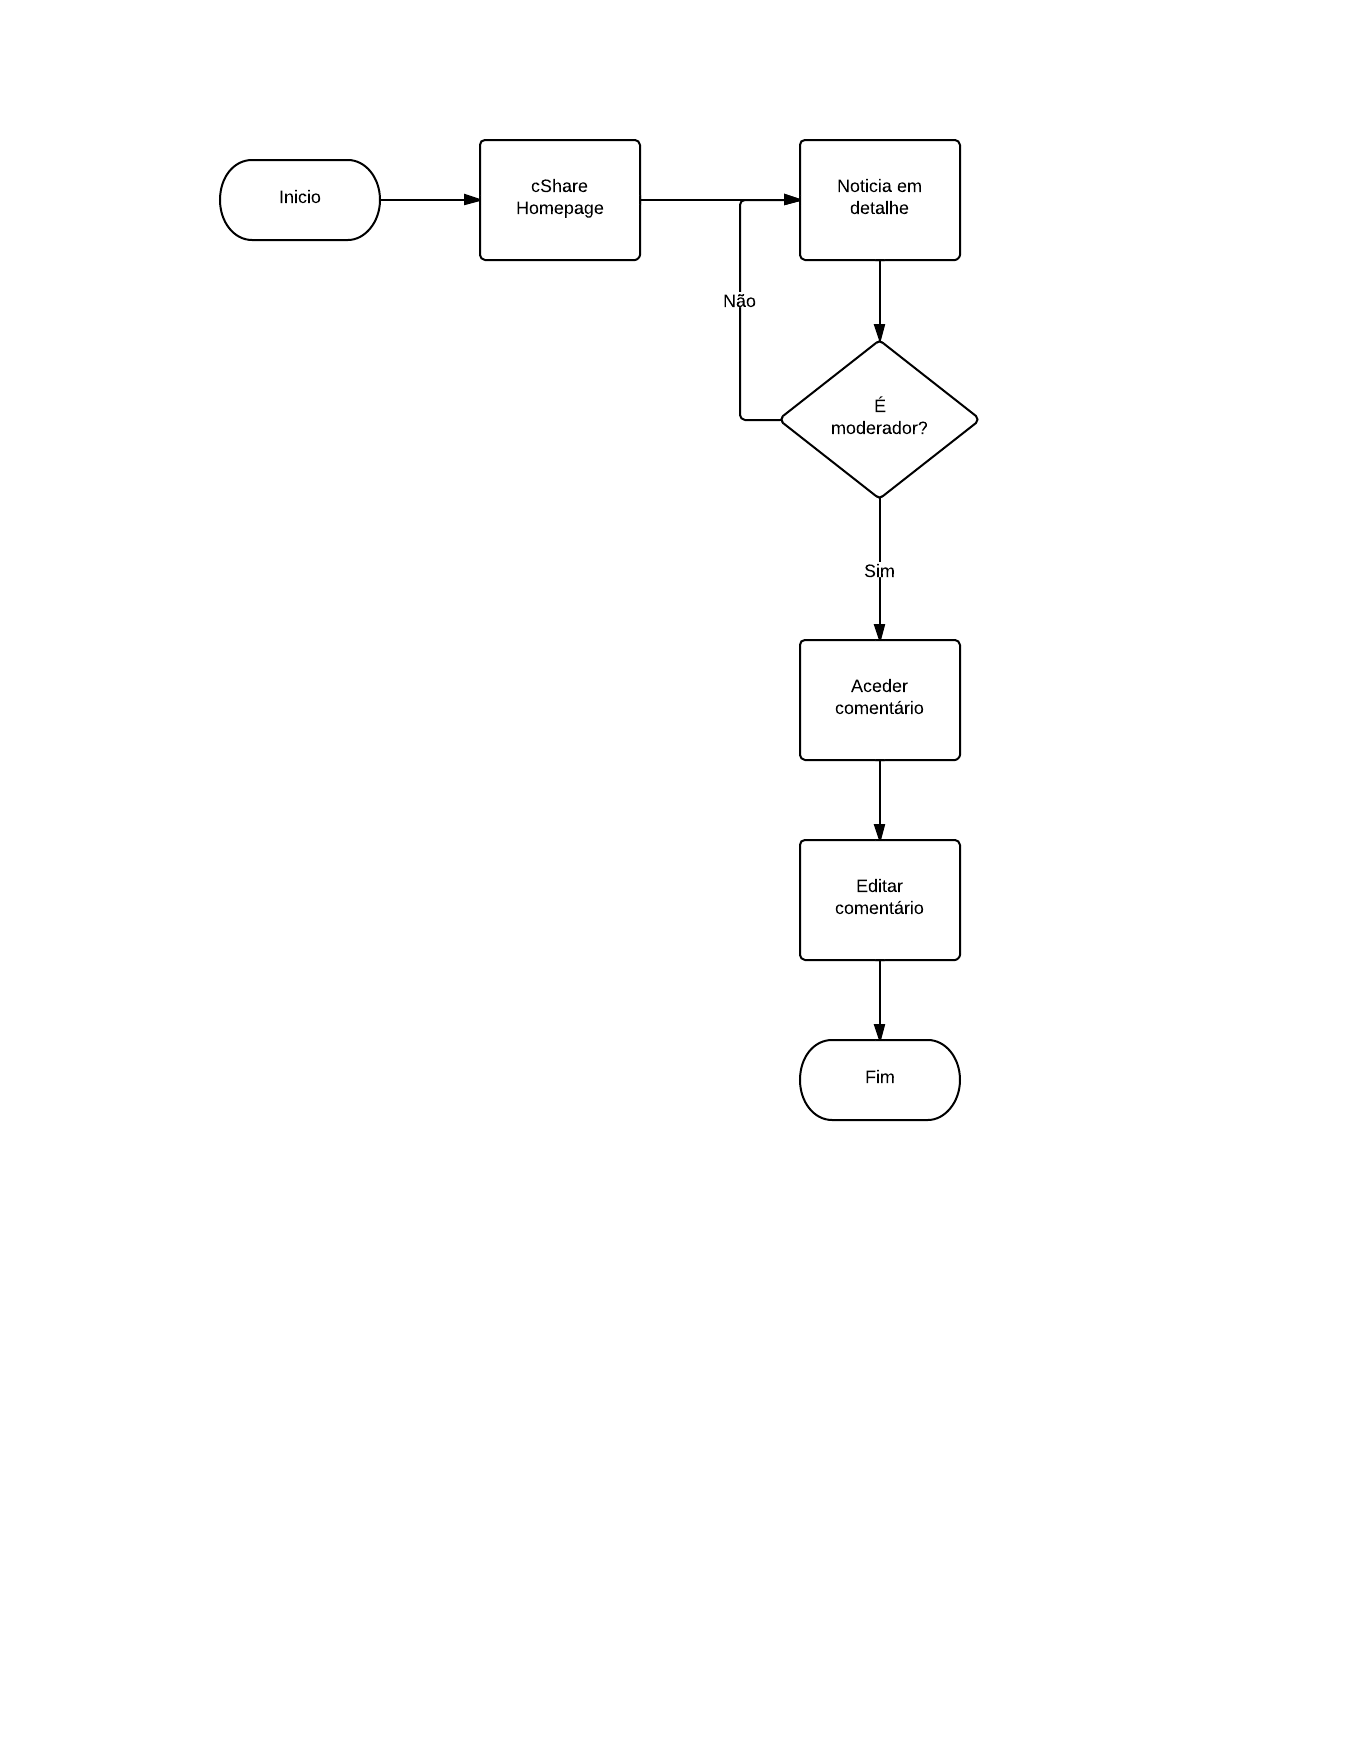 Inicio
cShare
Homepage
Noticia em
detalhe
Não
É
moderador?
Sim
Aceder
comentário
Editar
comentário
Fim